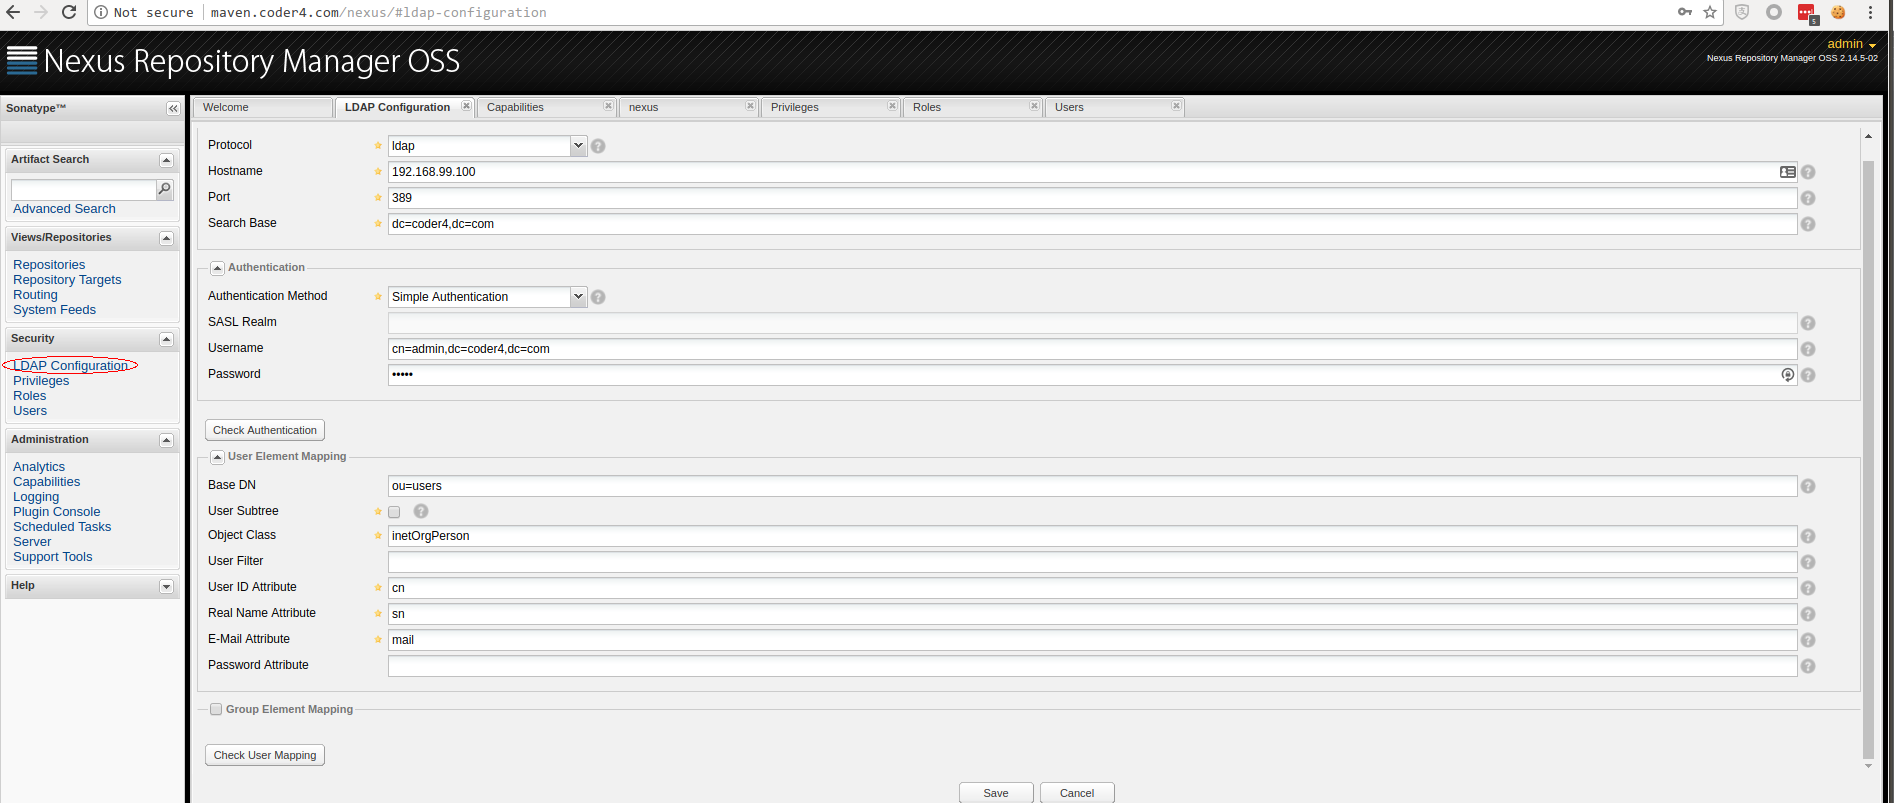 Not secure maven.coder4.com/nexus/#ldap-configuration
5
Nexus Repository Manager OSS
admin
Nexus Repository Manager OSS 2.14.5-02
Sonatype™
Artifact Search
Advanced Search
Views/Repositories
Repositories
Repository Targets
Routing
System Feeds
Security
LDAP Configuration
Privileges
Roles
Users
Administration
Analytics
Capabilities
Logging
Plugin Console
Scheduled Tasks
Server
Support Tools
Help
Welcome LDAP Configuration Capabilities nexus Privileges Roles Users
Protocol ldap
Hostname 192.168.99.100
Port 389
Search Base dc=coder4,dc=com
Authentication
Authentication Method Simple Authentication
SASL Realm
Username cn=admin,dc=coder4,dc=com
Password •••••
Check Authentication
User Element Mapping
Base DN ou=users
User Subtree
Object Class inetOrgPerson
User Filter
User ID Attribute cn
Real Name Attribute sn
E-Mail Attribute mail
Password Attribute
Group Element Mapping
Check User Mapping
Save Cancel